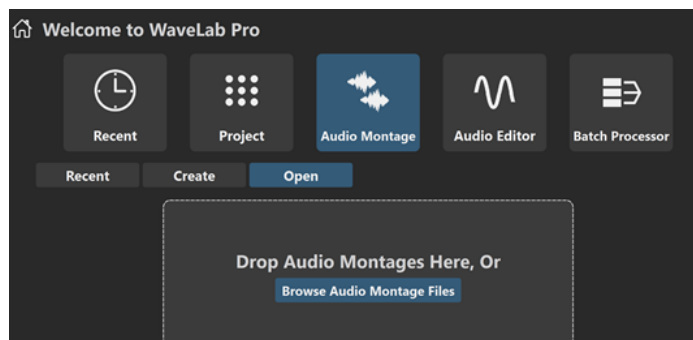 Welcome to WaveLab Pro
Recent Project Audio Montage Audio Editor Batch Processor
Recent Create Open
Drop Audio Montages Here, Or
Browse Audio Montage Files